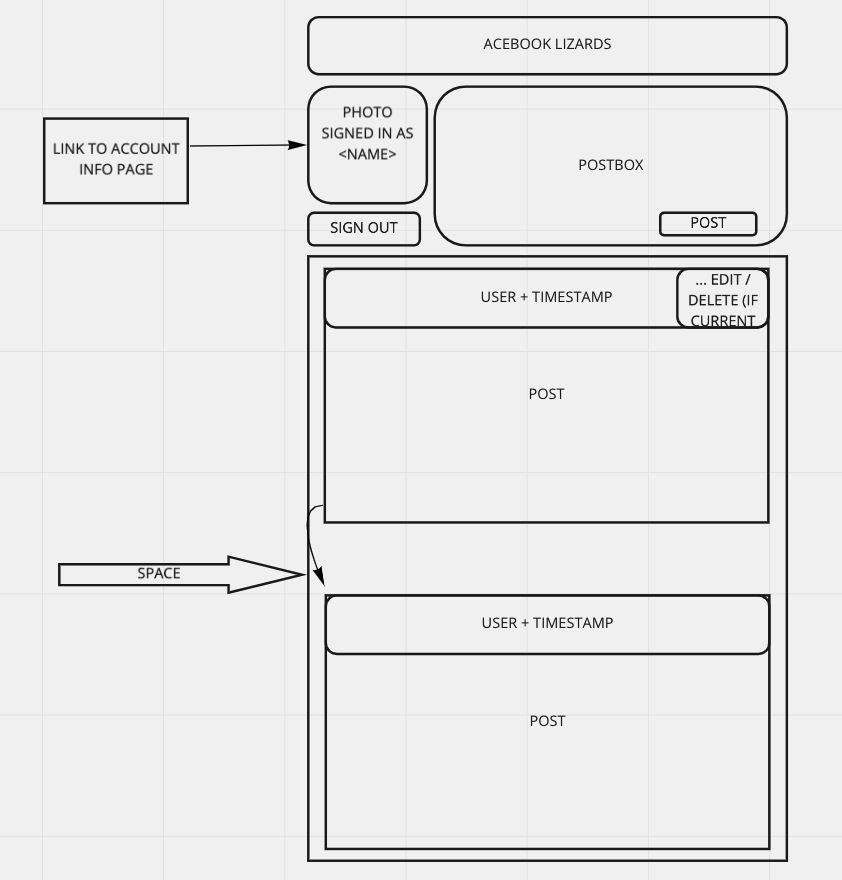 ACEBOOK LIZARDS
LINK TO ACCOUNT
INFO PAGE
PHOTO
SIGNED IN AS
<NAME>
POSTBOX
POST
SIGN OUT
USER + TIMESTAMP
... EDIT /
DELETE (IF
CURRENT
POST
SPACE
USER + TIMESTAMP
POST